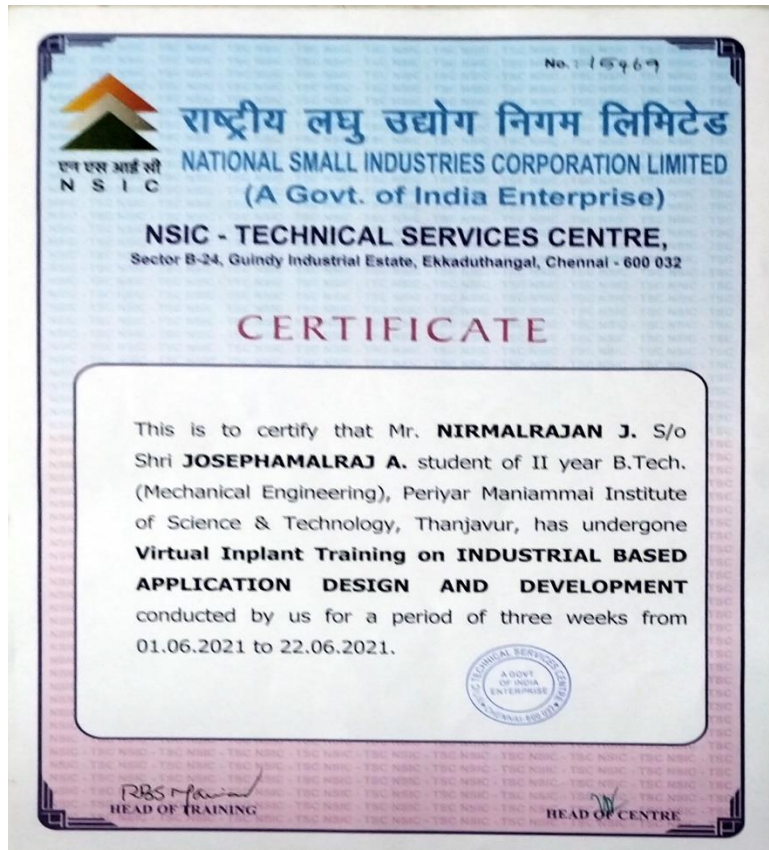 No.: 15969
राष्ट्रीय लघु उद्योग निगम लिमिटेड
एन एस आई सी
N S I C
NATIONAL SMALL INDUSTRIES CORPORATION LIMITED
(A Govt. of India Enterprise)
NSIC - TECHNICAL SERVICES CENTRE,
Sector B-24, Guindy Industrial Estate, Ekkaduthangal, Chennai - 600 032
CERTIFICATE
This is to certify that Mr. NIRMALRAJAN J. S/o
Shri JOSEPHAMALRAJ A. student of II year B.Tech.
(Mechanical Engineering), Periyar Maniammai Institute
of Science & Technology, Thanjavur, has undergone
Virtual Inplant Training on INDUSTRIAL BASED
APPLICATION DESIGN AND DEVELOPMENT
conducted by us for a period of three weeks from
01.06.2021 to 22.06.2021.
NSIC TECHNICAL SERVICES CENTRE
A GOVT
OF INDIA
ENTERPRISE
HEAD OF TRAINING
HEAD OF CENTRE